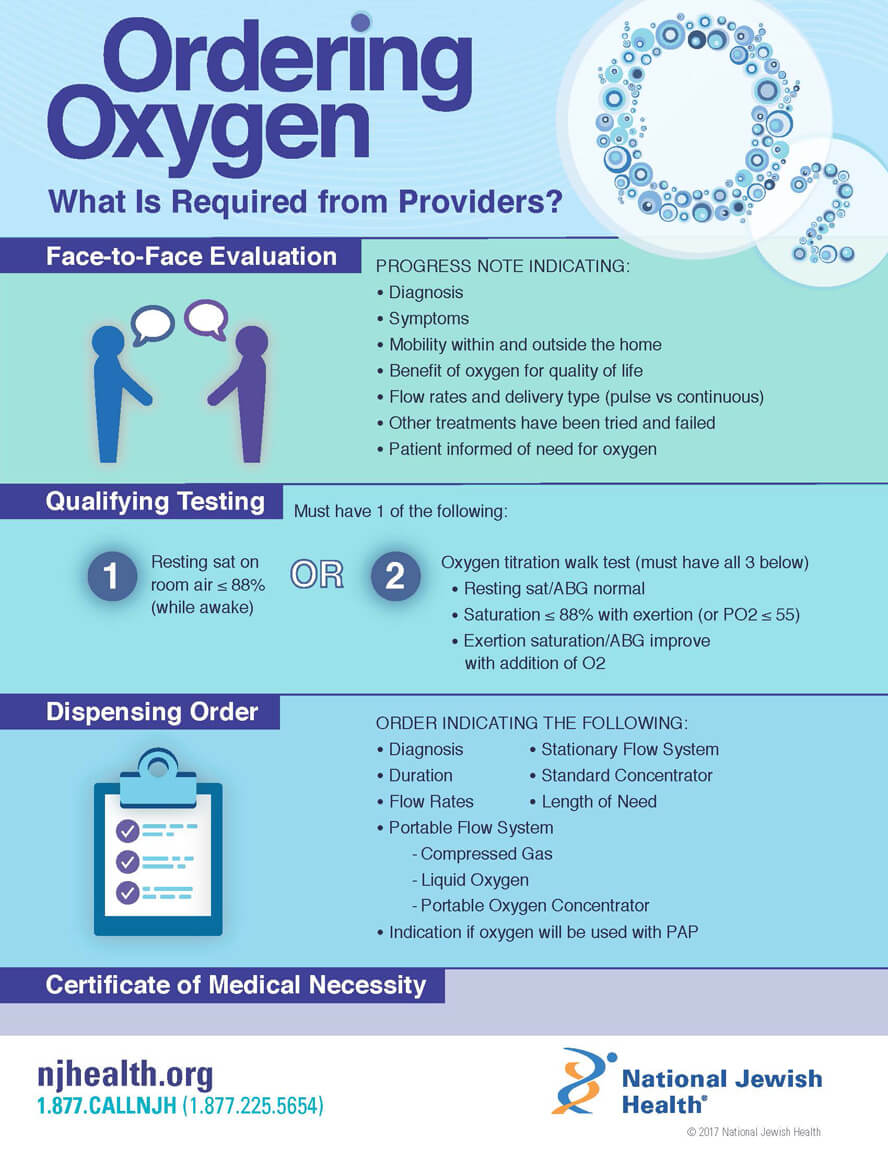 Ordering
Oxygen
What Is Required from Providers?
O2
Face-to-Face Evaluation
PROGRESS NOTE INDICATING:
• Diagnosis
• Symptoms
• Mobility within and outside the home
• Benefit of oxygen for quality of life
• Flow rates and delivery type (pulse vs continuous)
• Other treatments have been tried and failed
• Patient informed of need for oxygen
Qualifying Testing
Must have 1 of the following:
1
Resting sat on
room air ≤ 88%
(while awake)
OR
2
Oxygen titration walk test (must have all 3 below)
• Resting sat/ABG normal
• Saturation ≤ 88% with exertion (or PO2 ≤ 55)
• Exertion saturation/ABG improve
with addition of O2
Dispensing Order
ORDER INDICATING THE FOLLOWING:
• Diagnosis • Stationary Flow System
• Duration • Standard Concentrator
• Flow Rates • Length of Need
• Portable Flow System
- Compressed Gas
- Liquid Oxygen
- Portable Oxygen Concentrator
• Indication if oxygen will be used with PAP
Certificate of Medical Necessity
njhealth.org
1.877.CALLNJH (1.877.225.5654)
National Jewish
Health®
© 2017 National Jewish Health